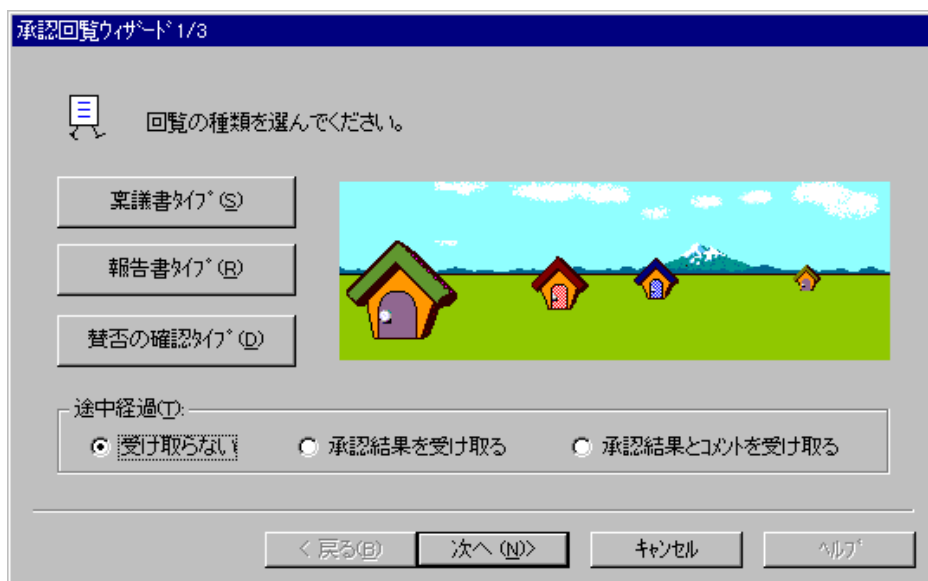 承認回覧ｳｨｻﾞｰﾄﾞ1/3
回覧の種類を選んでください。
稟議書ﾀｲﾌﾟ(S)
報告書ﾀｲﾌﾟ(R)
賛否の確認ﾀｲﾌﾟ(D)
途中経過(T):
受け取らない
承認結果を受け取る
承認結果とｺﾒﾝﾄを受け取る
< 戻る(B)
次へ (N)>
ｷｬﾝｾﾙ
ﾍﾙﾌﾟ